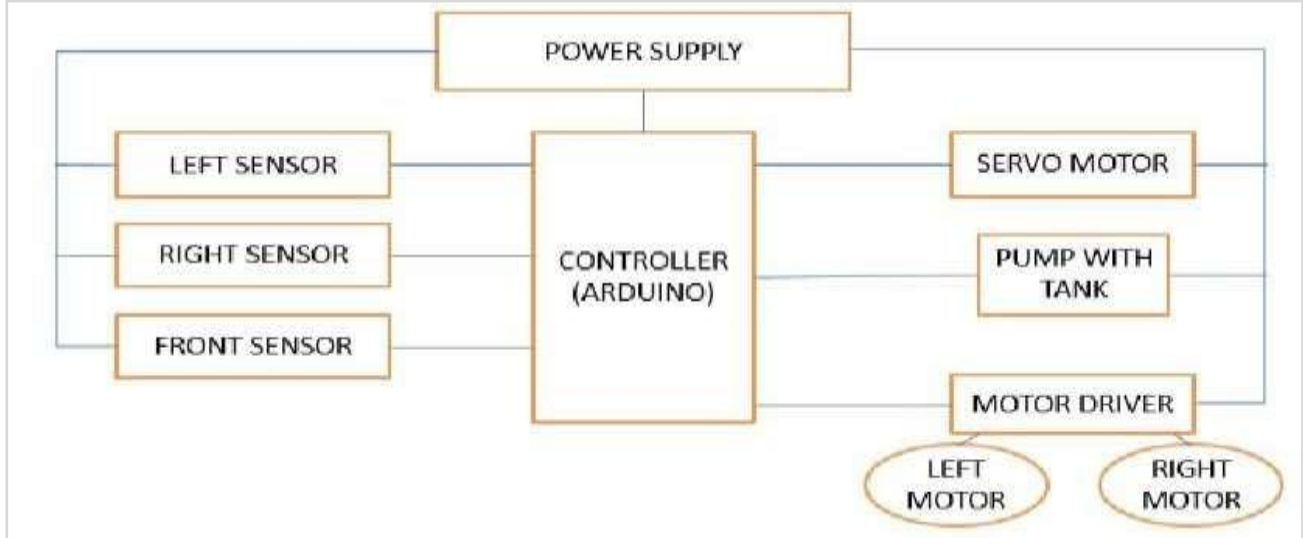 POWER SUPPLY
LEFT SENSOR
RIGHT SENSOR
FRONT SENSOR
CONTROLLER
(ARDUINO)
SERVO MOTOR
PUMP WITH
TANK
MOTOR DRIVER
LEFT
MOTOR
RIGHT
MOTOR